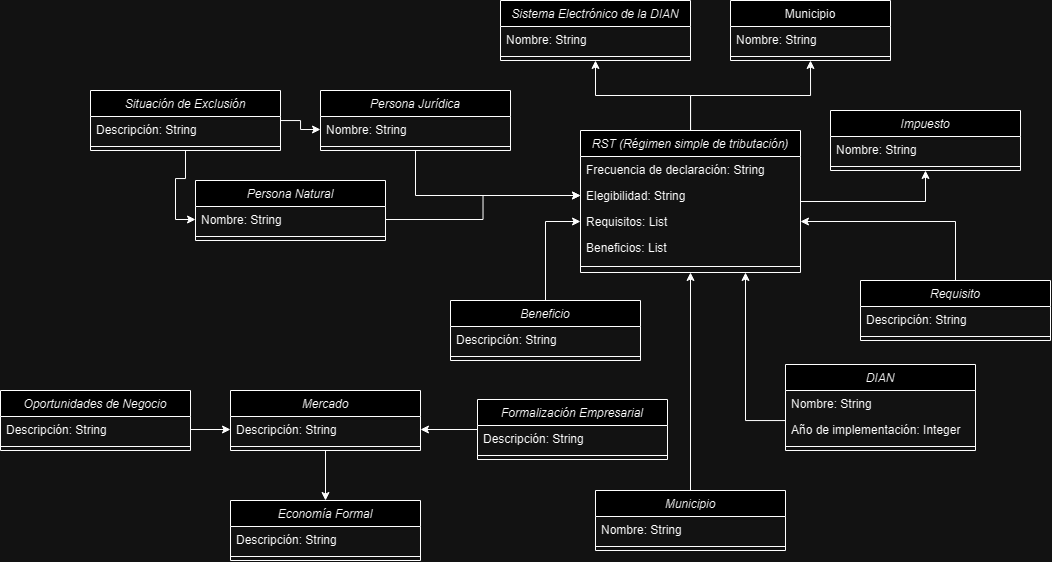 Sistema Electrónico de la DIAN
Nombre: String
Municipio
Nombre: String
Situación de Exclusión
Descripción: String
Persona Jurídica
Nombre: String
Impuesto
Nombre: String
RST (Régimen simple de tributación)
Frecuencia de declaración: String
Elegibilidad: String
Requisitos: List
Beneficios: List
Persona Natural
Nombre: String
Requisito
Descripción: String
Beneficio
Descripción: String
DIAN
Nombre: String
Año de implementación: Integer
Oportunidades de Negocio
Descripción: String
Mercado
Descripción: String
Formalización Empresarial
Descripción: String
Municipio
Nombre: String
Economía Formal
Descripción: String